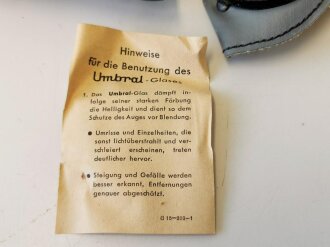 Hinweise
für die Benutzung des
Umbral-Glases
1. Das Umbral-Glas dämpft in-
folge seiner starken Färbung
die Helligkeit und dient so dem
Schutze des Auges vor Blendung.
● Umrisse und Einzelheiten, die
sonst lichtüberstrahlt und ver-
schleiert erscheinen, treten
deutlicher hervor.
● Steigung und Gefälle werden
besser erkannt, Entfernungen
genauer abgeschätzt.